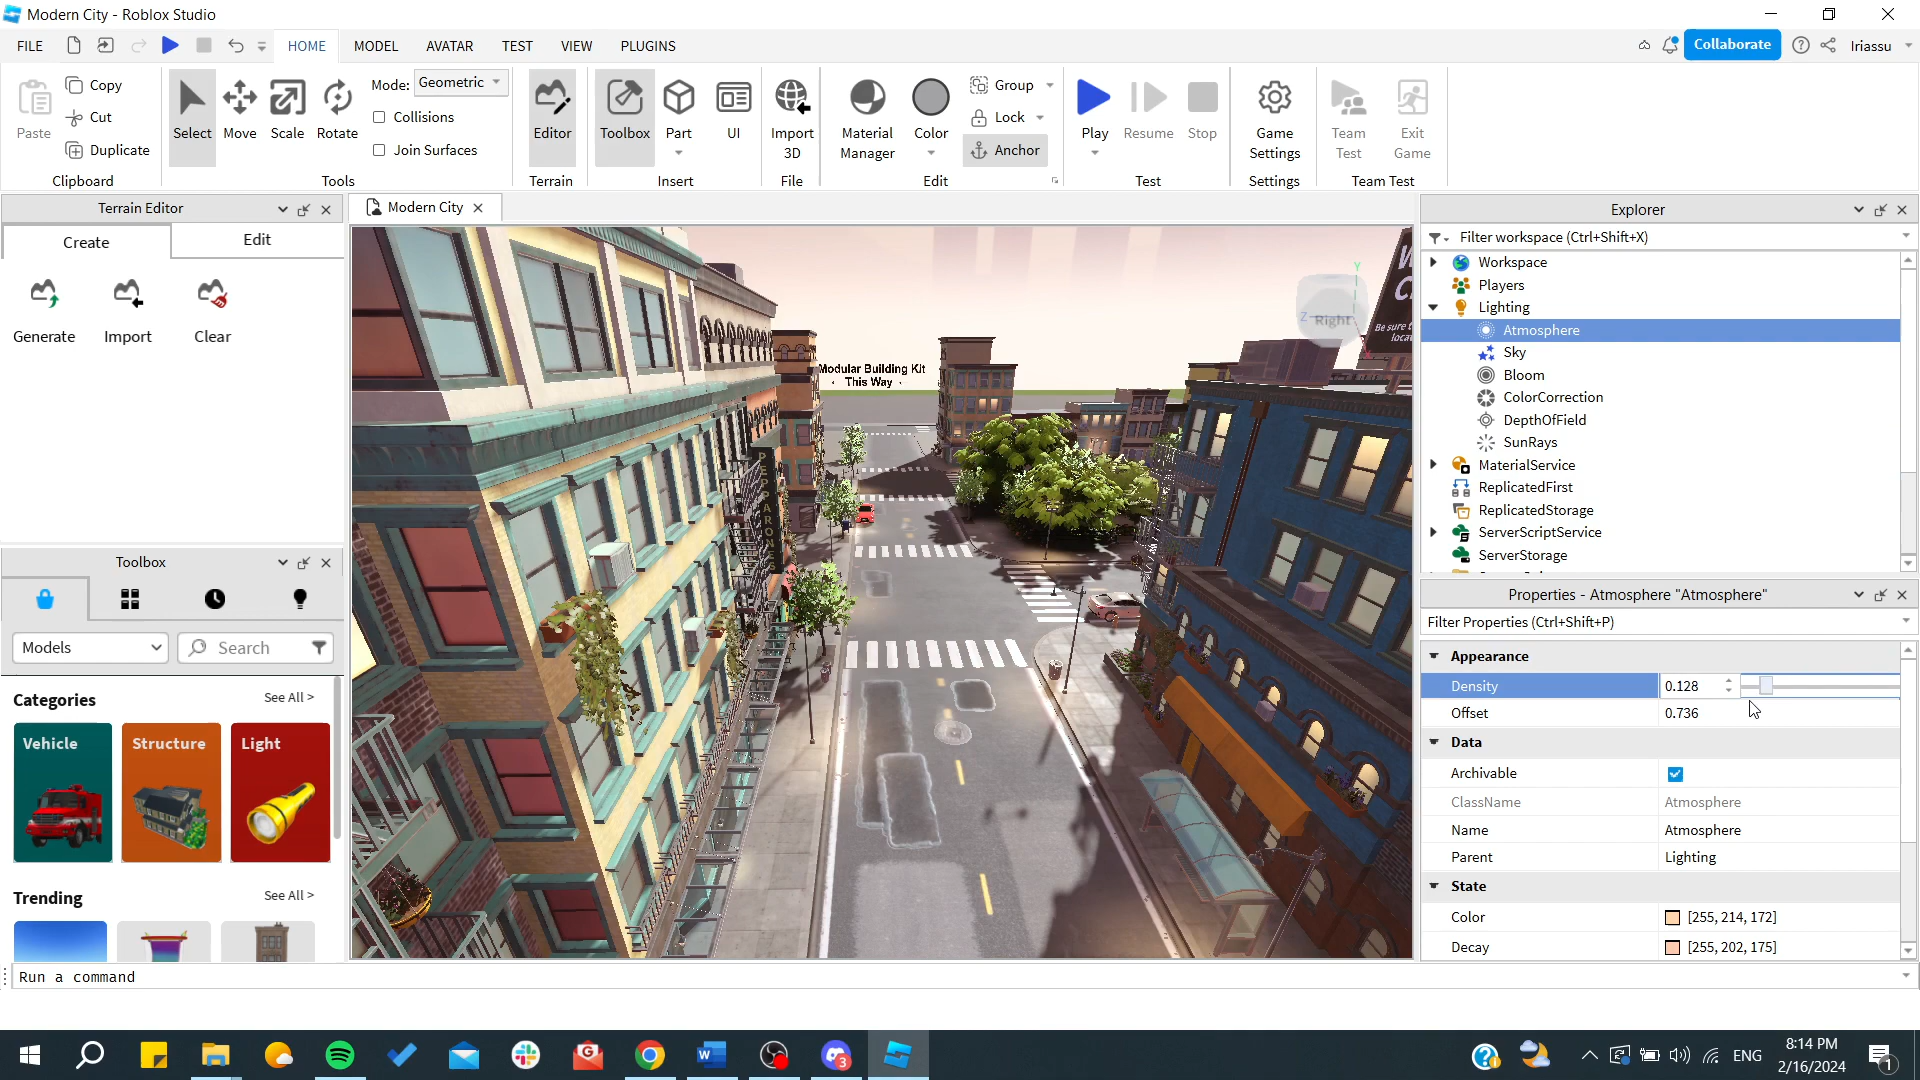 Modern City - Roblox Studio
FILE HOME MODEL AVATAR TEST VIEW PLUGINS Collaborate Iriassu
Paste Copy Cut Duplicate Clipboard
Select Move Scale Rotate Mode: Geometric Collisions Join Surfaces Tools
Editor Terrain
Toolbox Part UI Insert
Import 3D File
Material Manager Color Group Lock Anchor Edit
Play Resume Stop Test
Game Settings Settings
Team Test Exit Game Team Test
Terrain Editor
Create Edit
Generate Import Clear
Toolbox
Models Search
Categories See All >
Vehicle Structure Light
Trending See All >
Modern City
Modular Building Kit
This Way
PEPPARONES
Be sure t
locat
Y
Z Right
Explorer
Filter workspace (Ctrl+Shift+X)
Workspace
Players
Lighting
Atmosphere
Sky
Bloom
ColorCorrection
DepthOfField
SunRays
MaterialService
ReplicatedFirst
ReplicatedStorage
ServerScriptService
ServerStorage
Properties - Atmosphere "Atmosphere"
Filter Properties (Ctrl+Shift+P)
Appearance
Density 0.128
Offset 0.736
Data
Archivable
ClassName Atmosphere
Name Atmosphere
Parent Lighting
State
Color [255, 214, 172]
Decay [255, 202, 175]
Run a command
3
ENG
8:14 PM
2/16/2024
1